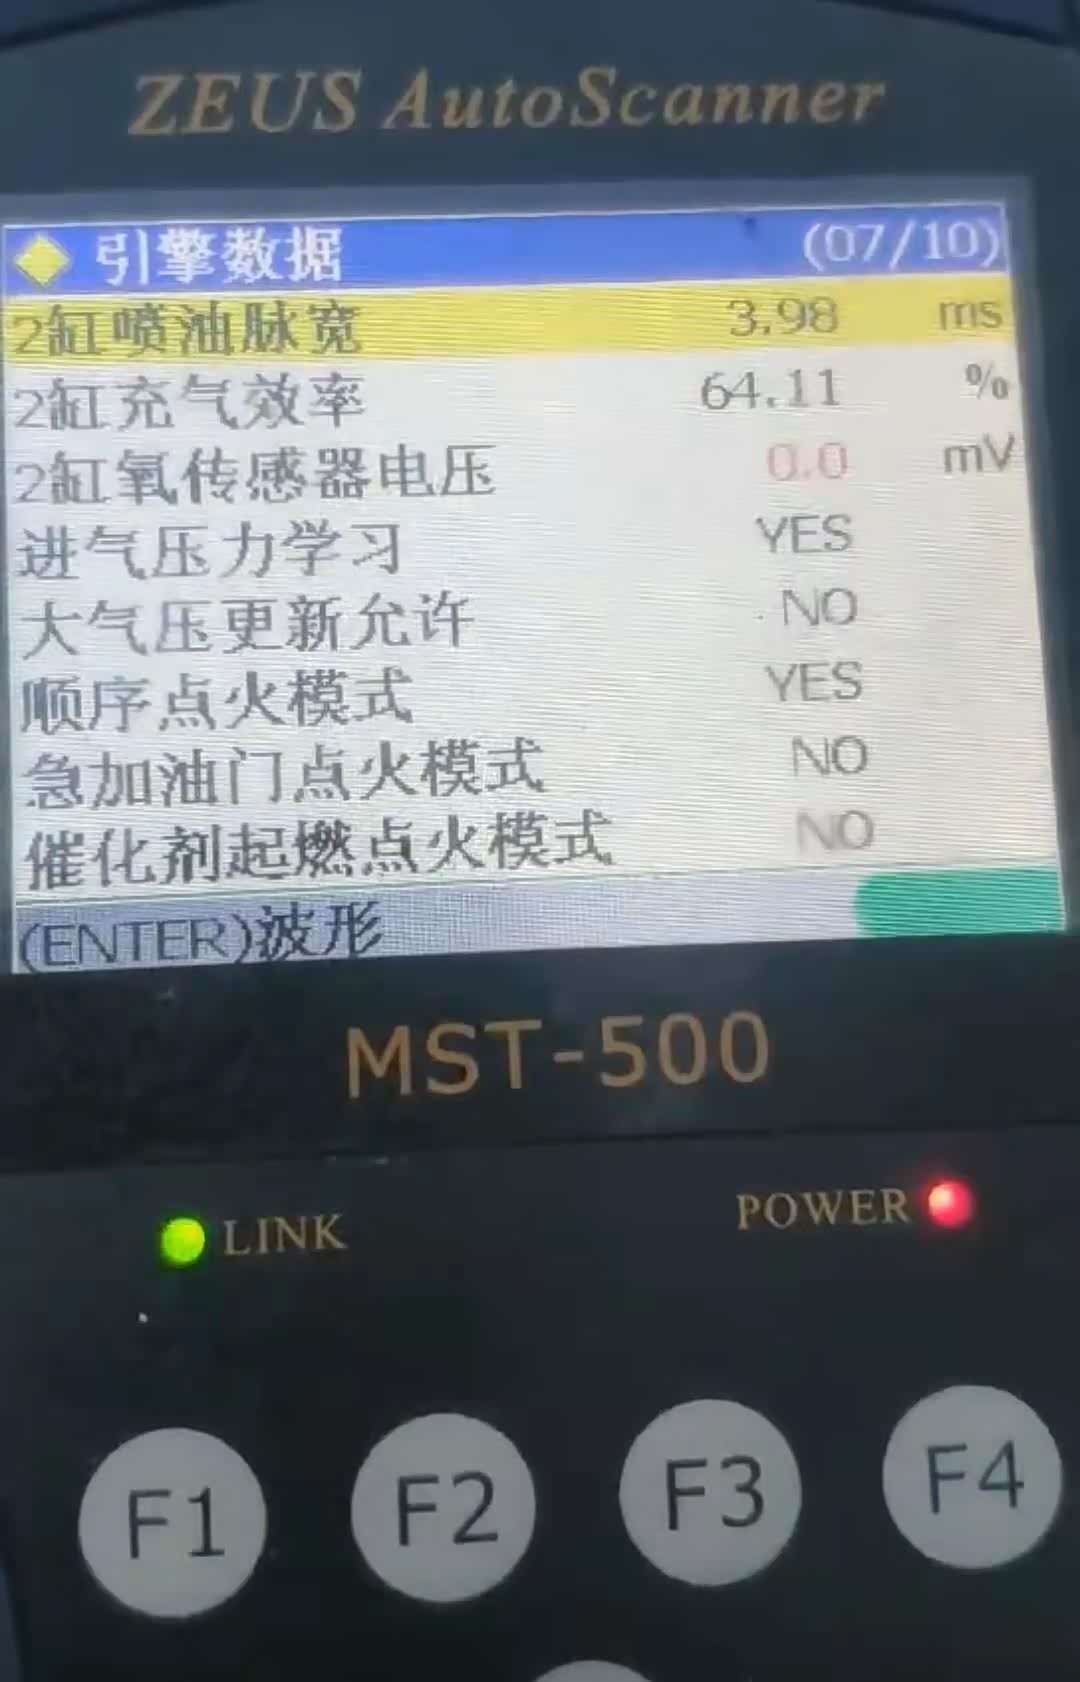 ZEUS AutoScanner
引擎数据 (07/10)
2缸喷油脉宽 3.98 ms
2缸充气效率 64.11 %
2缸氧传感器电压 0.0 mV
进气压力学习 YES
大气压更新允许 NO
顺序点火模式 YES
急加油门点火模式 NO
催化剂起燃点火模式 NO
(ENTER)波形
MST-500
LINK POWER
F1 F2 F3 F4